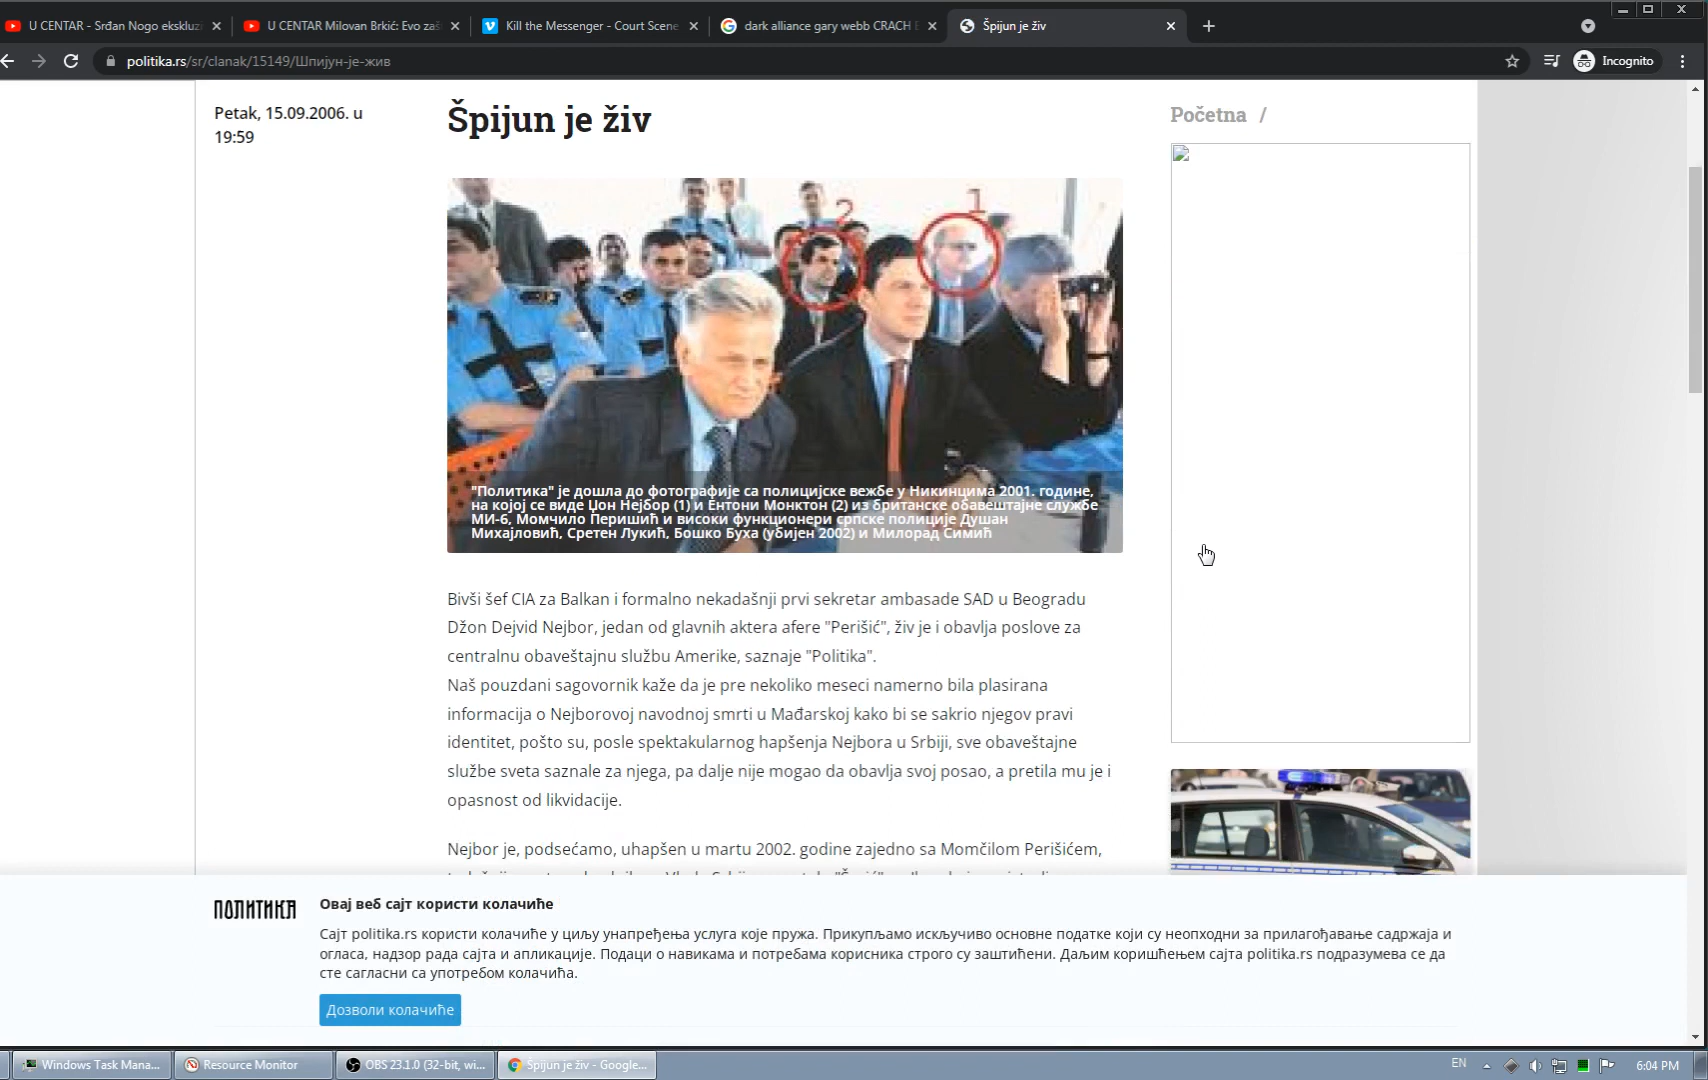 U CENTAR - Srđan Nogo ekskluzi
U CENTAR Milovan Brkić: Evo zaš
Kill the Messenger - Court Scene
dark alliance gary webb CRACH
Špijun je živ
politika.rs/sr/clanak/15149/Шпијун-је-жив
Incognito
Petak, 15.09.2006. u
19:59
Špijun je živ
2
1
"Политика" је дошла до фотографије са полицијске вежбе у Никинцима 2001. године,
на којој се виде Џон Нејбор (1) и Ентони Монктон (2) из британске обавештајне службе
МИ-6, Момчило Перишић и високи функционери српске полиције Душан
Михајловић, Сретен Лукић, Бошко Буха (убијен 2002) и Милорад Симић
Bivši šef CIA za Balkan i formalno nekadašnji prvi sekretar ambasade SAD u Beogradu
Džon Dejvid Nejbor, jedan od glavnih aktera afere "Perišić", živ je i obavlja poslove za
centralnu obaveštajnu službu Amerike, saznaje "Politika".
Naš pouzdani sagovornik kaže da je pre nekoliko meseci namerno bila plasirana
informacija o Nejborovoj navodnoj smrti u Mađarskoj kako bi se sakrio njegov pravi
identitet, pošto su, posle spektakularnog hapšenja Nejbora u Srbiji, sve obaveštajne
službe sveta saznale za njega, pa dalje nije mogao da obavlja svoj posao, a pretila mu je i
opasnost od likvidacije.
Nejbor je, podsećamo, uhapšen u martu 2002. godine zajedno sa Momčilom Perišićem,
Početna /
ПОЛИТИКА
Овај веб сајт користи колачиће
Сајт politika.rs користи колачиће у циљу унапређења услуга које пружа. Прикупљамо искључиво основне податке који су неопходни за прилагођавање садржаја и
огласа, надзор рада сајта и апликације. Подаци о навикама и потребама корисника строго су заштићени. Даљим коришћењем сајта politika.rs подразумева се да
сте сагласни са употребом колачића.
Дозволи колачиће
Windows Task Mana...
Resource Monitor
OBS 23.1.0 (32-bit, wi...
Špijun je živ - Google...
EN
6:04 PM